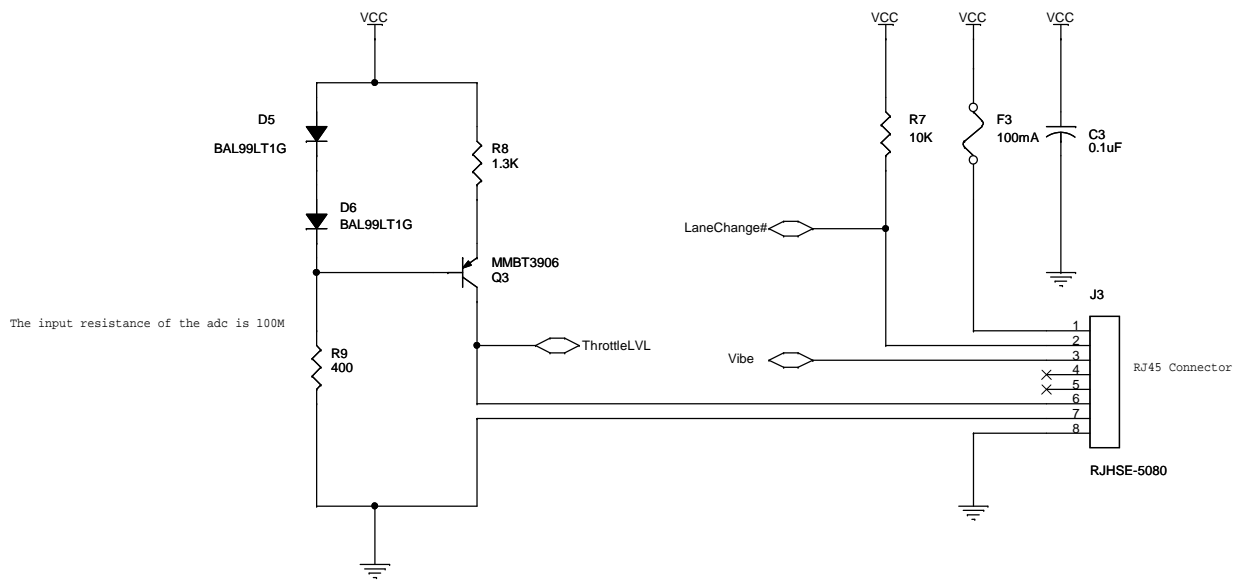 VCC
VCC
VCC
VCC
D5
BAL99LT1G
R8
1.3K
R7
10K
F3
100mA
C3
0.1uF
D6
BAL99LT1G
LaneChange#
MMBT3906
Q3
J3
The input resistance of the adc is 100M
ThrottleLVL
R9
400
Vibe
1
2
3
4
5
6
7
8
RJ45 Connector
RJHSE-5080